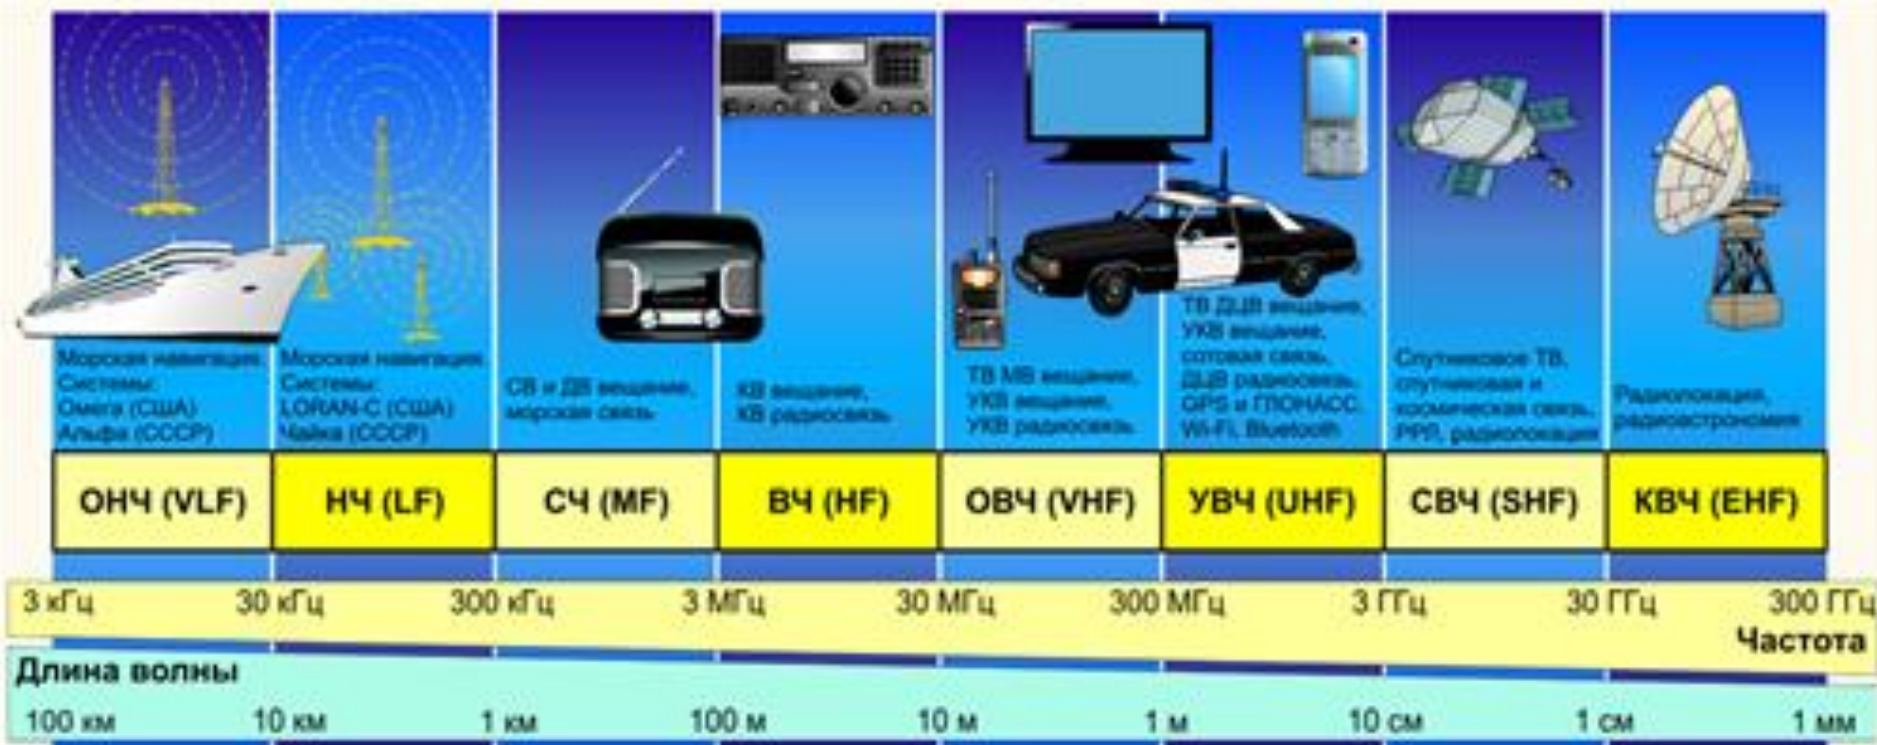 Морская навигация.
Системы:
Омега (США)
Альфа (СССР)
Морская навигация.
Системы:
LORAN-C (США)
Чайка (СССР)
СВ и ДВ вещание,
морская связь
КВ вещание,
КВ радиосвязь
ТВ МВ вещание,
УКВ вещание,
УКВ радиосвязь
ТВ ДЦВ вещание,
УКВ вещание,
сотовая связь,
ДЦВ радиосвязь,
GPS и ГЛОНАСС,
Wi-Fi, Bluetooth
Спутниковое ТВ,
спутниковая и
космическая связь,
РРЛ, радиолокация
Радиолокация,
радиоастрономия
ОНЧ (VLF) НЧ (LF) СЧ (MF) ВЧ (HF) ОВЧ (VHF) УВЧ (UHF) СВЧ (SHF) КВЧ (EHF)
3 кГц 30 кГц 300 кГц 3 МГц 30 МГц 300 МГц 3 ГГц 30 ГГц 300 ГГц
Частота
Длина волны
100 км 10 км 1 км 100 м 10 м 1 м 10 см 1 см 1 мм